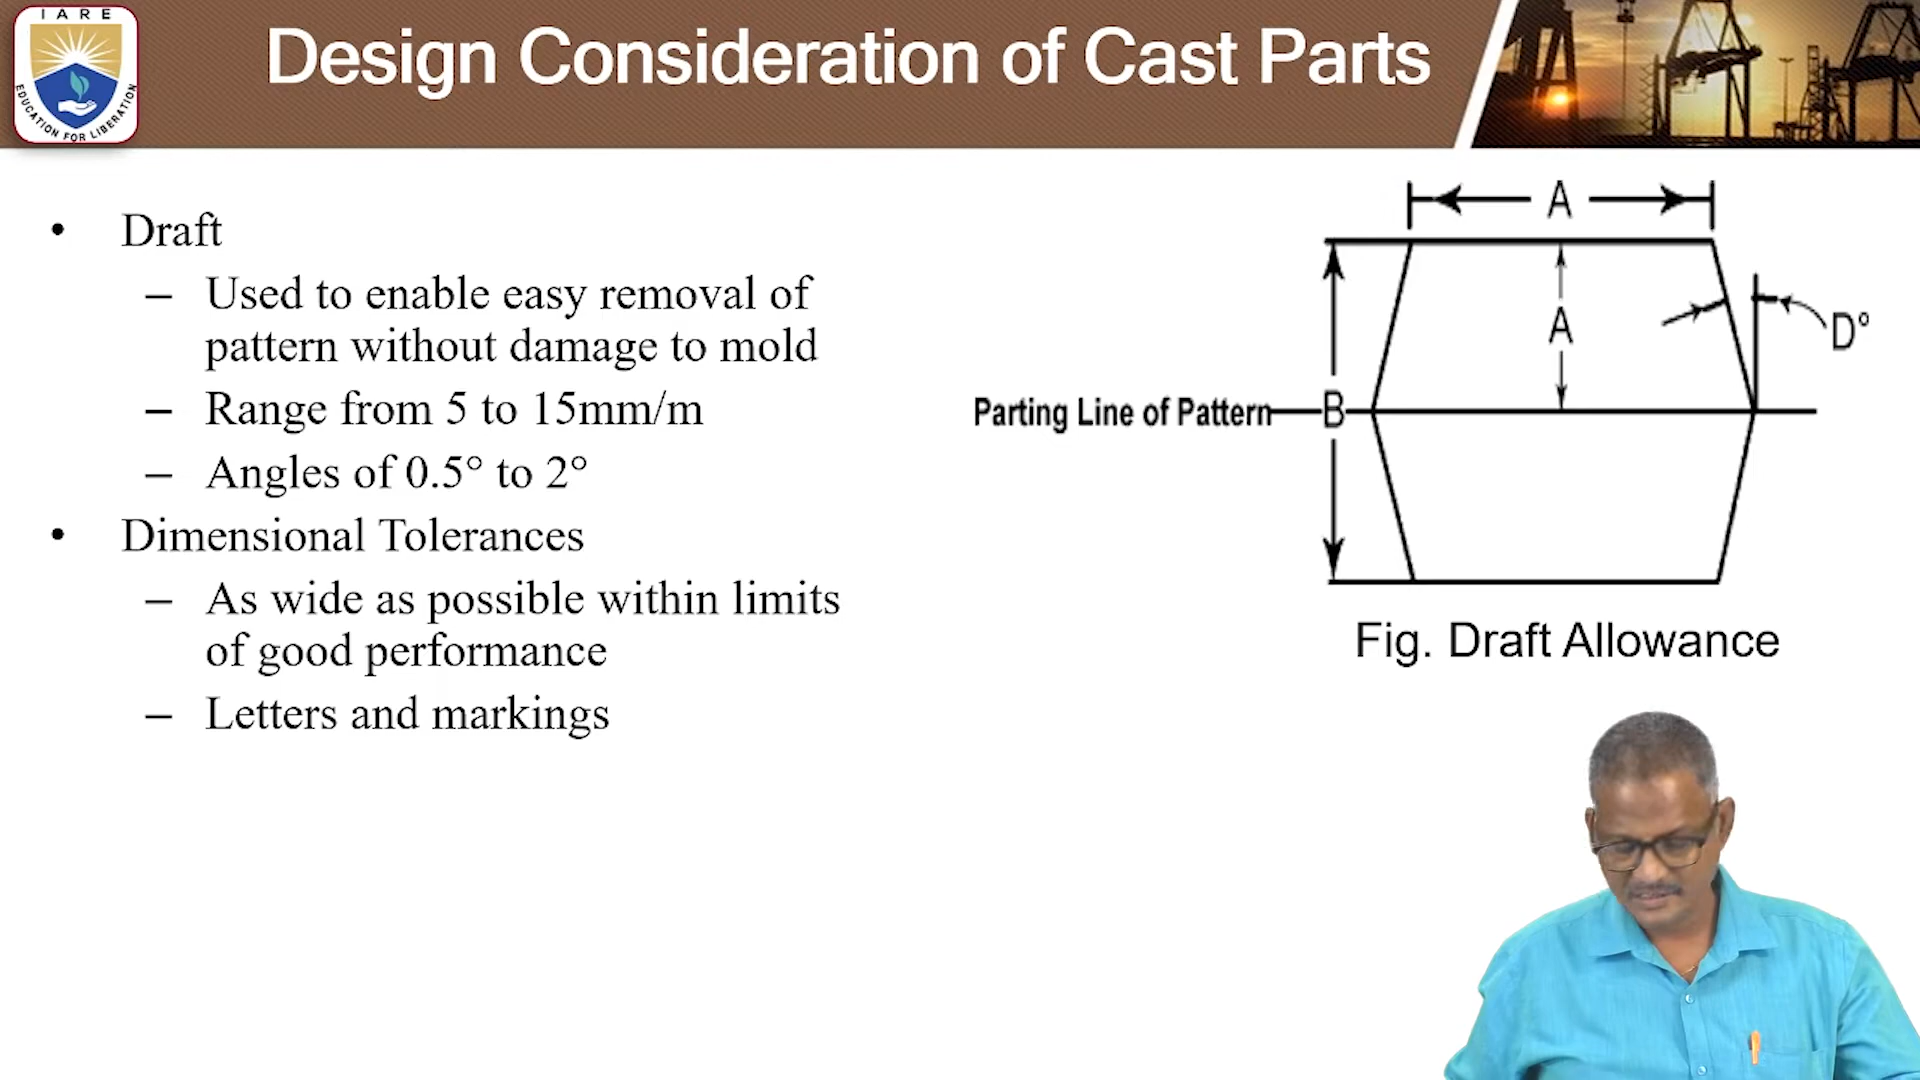 IARE
EDUCATION FOR LIBERATION
Design Consideration of Cast Parts
• Draft
– Used to enable easy removal of
pattern without damage to mold
– Range from 5 to 15mm/m
– Angles of 0.5° to 2°
• Dimensional Tolerances
– As wide as possible within limits
of good performance
– Letters and markings
A
A
D°
Parting Line of Pattern
B
Fig. Draft Allowance